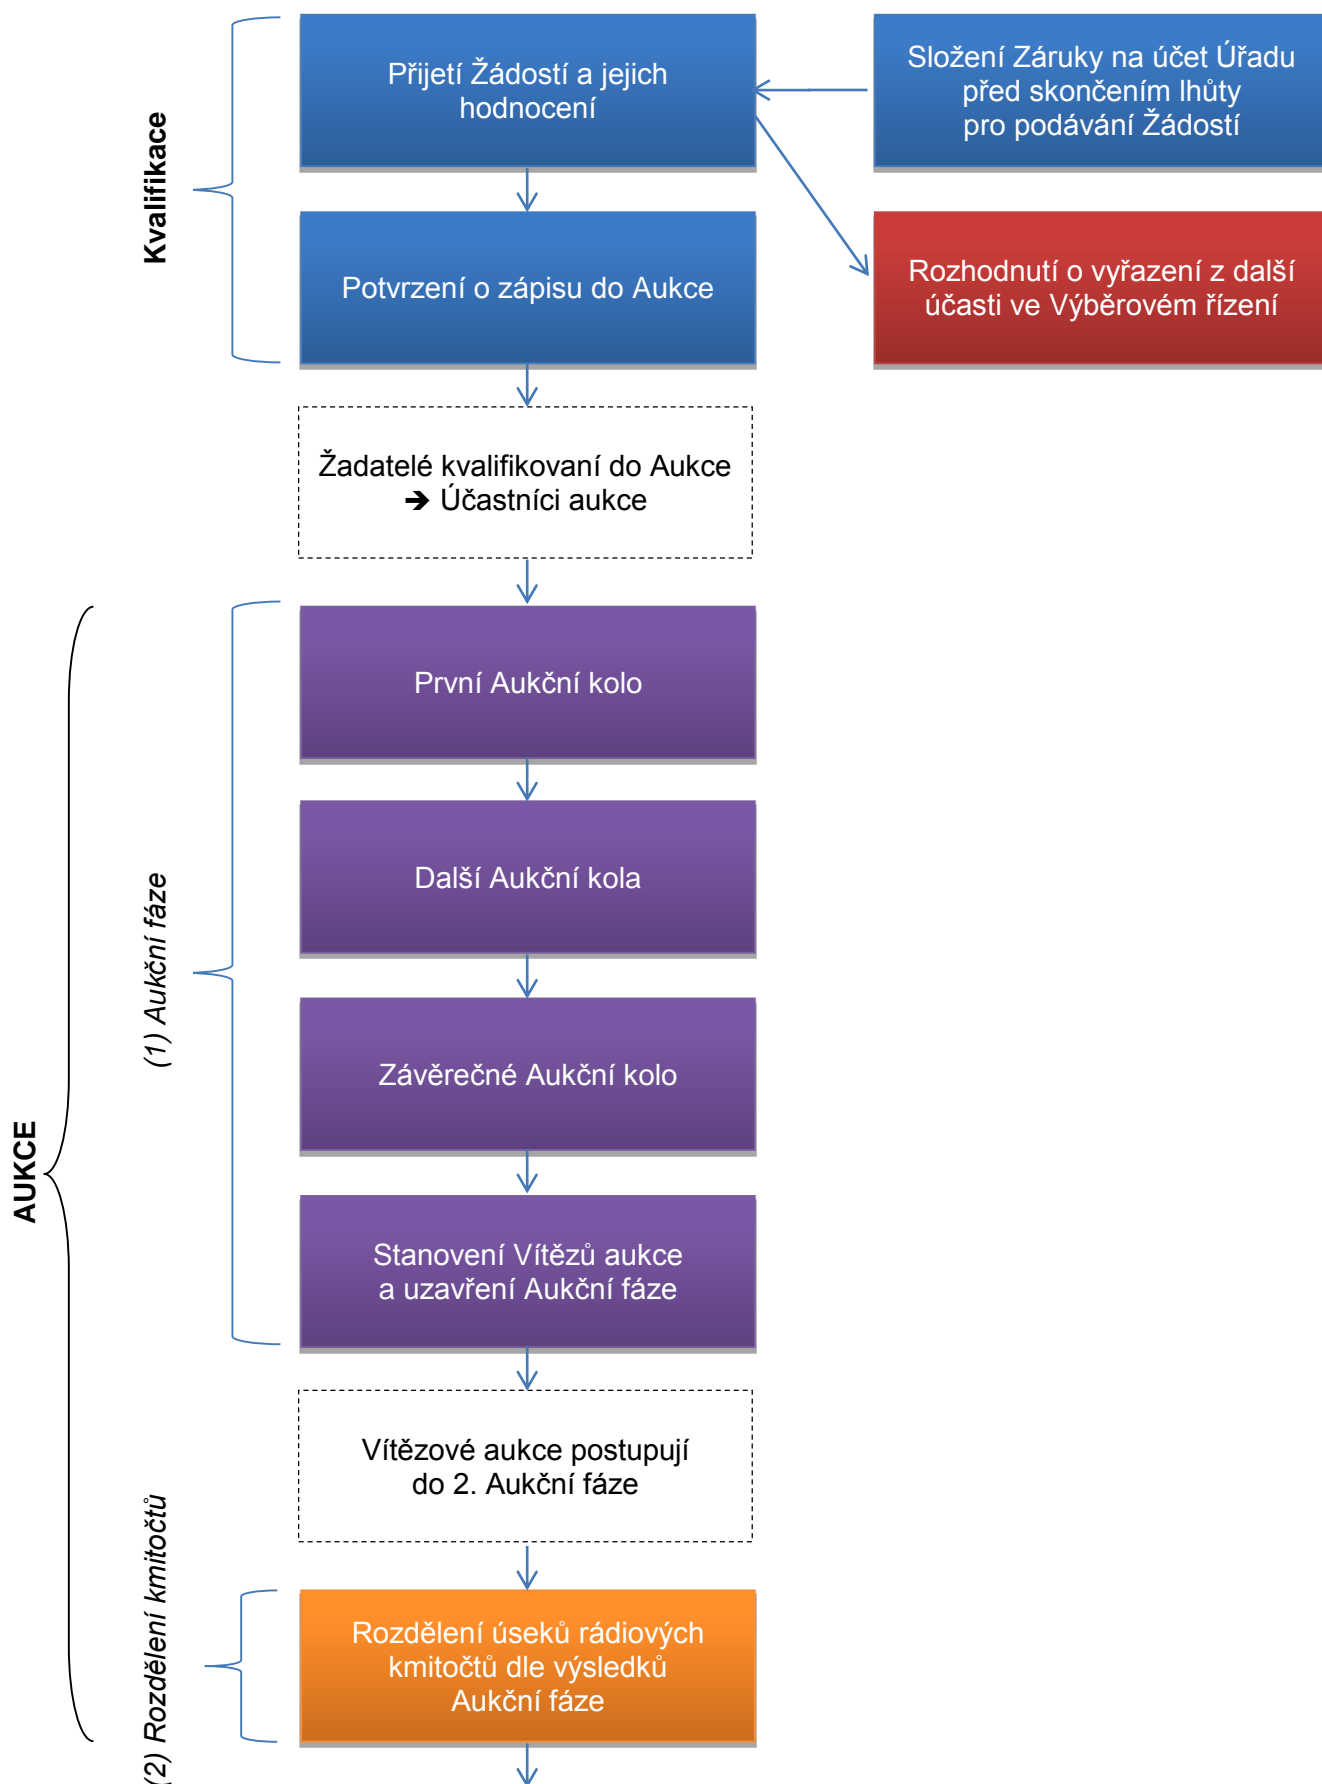 Kvalifikace
Přijetí Žádostí a jejich
hodnocení
Složení Záruky na účet Úřadu
před skončením lhůty
pro podávání Žádostí
Potvrzení o zápisu do Aukce
Rozhodnutí o vyřazení z další
účasti ve Výběrovém řízení
Žadatelé kvalifikovaní do Aukce
➔ Účastníci aukce
AUKCE
(1) Aukční fáze
První Aukční kolo
Další Aukční kola
Závěrečné Aukční kolo
Stanovení Vítězů aukce
a uzavření Aukční fáze
Vítězové aukce postupují
do 2. Aukční fáze
(2) Rozdělení kmitočtů
Rozdělení úseků rádiových
kmitočtů dle výsledků
Aukční fáze